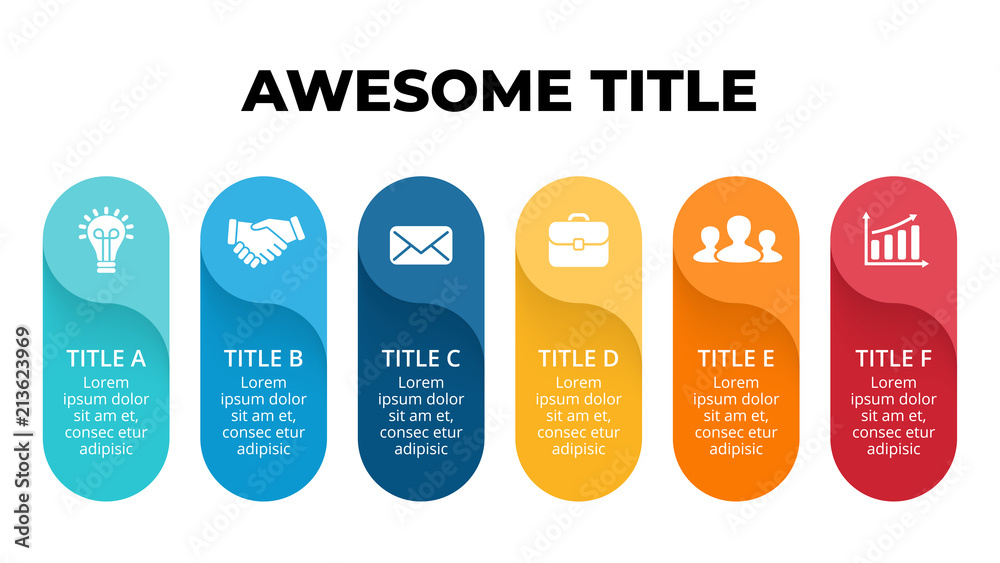 AWESOME TITLE
TITLE A
Lorem
ipsum dolor
sit am et,
consec etur
adipisic
TITLE B
Lorem
ipsum dolor
sit am et,
consec etur
adipisic
TITLE C
Lorem
ipsum dolor
sit am et,
consec etur
adipisic
TITLE D
Lorem
ipsum dolor
sit am et,
consec etur
adipisic
TITLE E
Lorem
ipsum dolor
sit am et,
consec etur
adipisic
TITLE F
Lorem
ipsum dolor
sit am et,
consec etur
adipisic
Adobe Stock | #213623969